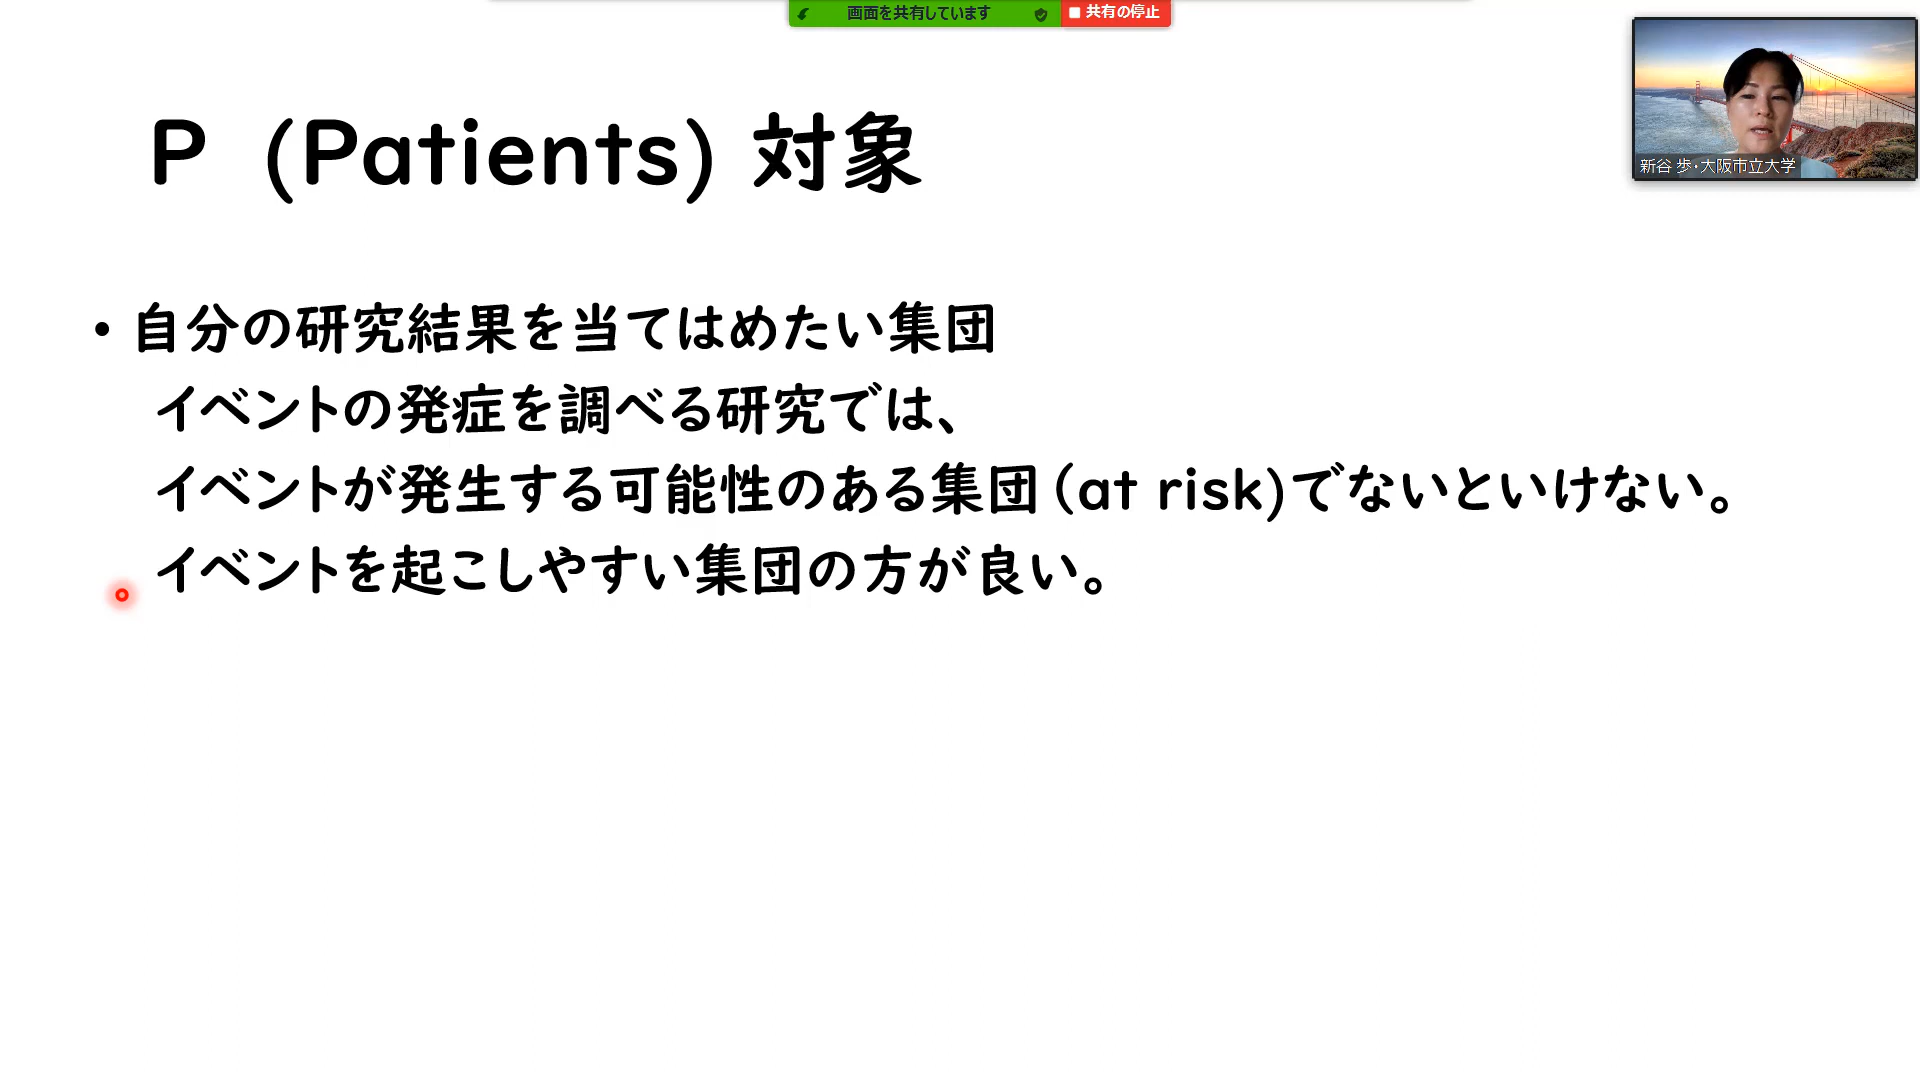 画面を共有しています
共有の停止
新谷 歩・大阪市立大学
P (Patients) 対象
• 自分の研究結果を当てはめたい集団
イベントの発症を調べる研究では、
イベントが発生する可能性のある集団（at risk)でないといけない。
イベントを起こしやすい集団の方が良い。